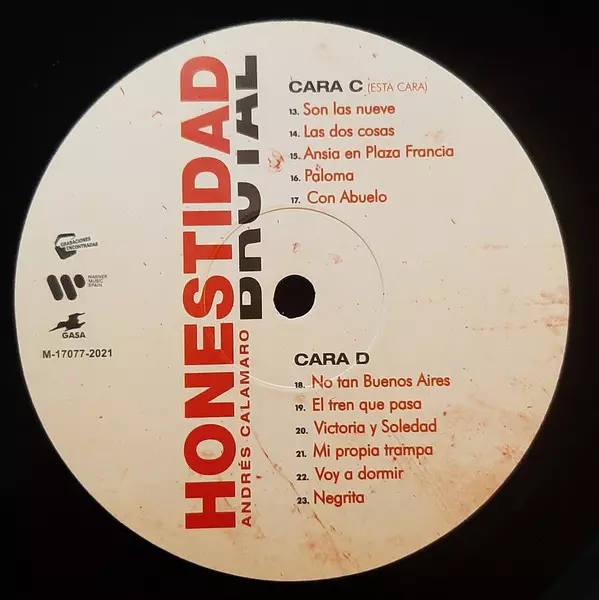 HONESTIDAD
BRUTAL
ANDRÉS CALAMARO
CARA C (ESTA CARA)
13. Son las nueve
14. Las dos cosas
15. Ansia en Plaza Francia
16. Paloma
17. Con Abuelo
GRABACIONES
ENCONTRADAS
WARNER
MUSIC
SPAIN
GASA
M-17077-2021
CARA D
18. No tan Buenos Aires
19. El tren que pasa
20. Victoria y Soledad
21. Mi propia trampa
22. Voy a dormir
23. Negrita